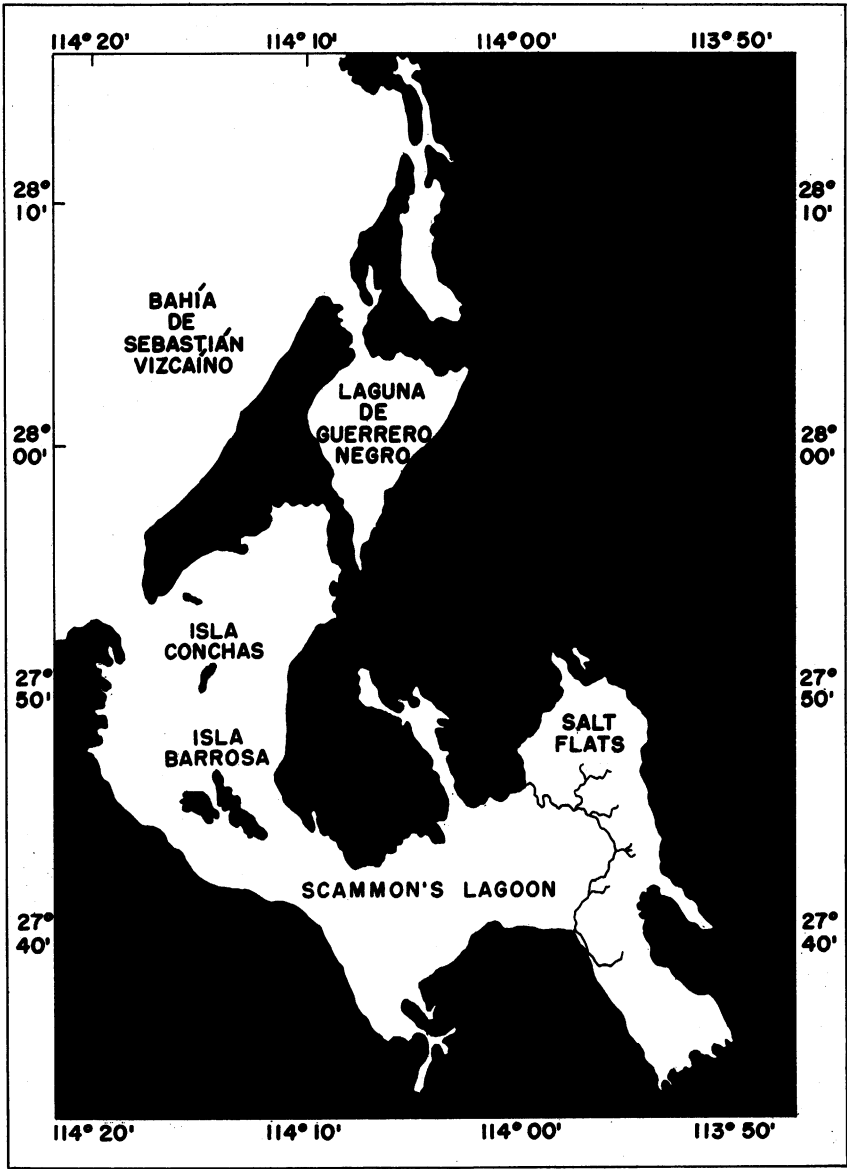 114° 20' 114° 10' 114° 00' 113° 50'
28°
10'
28°
10'
BAHÍA
DE
SEBASTIÁN
VIZCAÍNO
LAGUNA
DE
GUERRERO
NEGRO
28°
00'
28°
00'
ISLA
CONCHAS
27°
50'
27°
50'
ISLA
BARROSA
SALT
FLATS
SCAMMON'S LAGOON
27°
40'
27°
40'
114° 20' 114° 10' 114° 00' 113° 50'